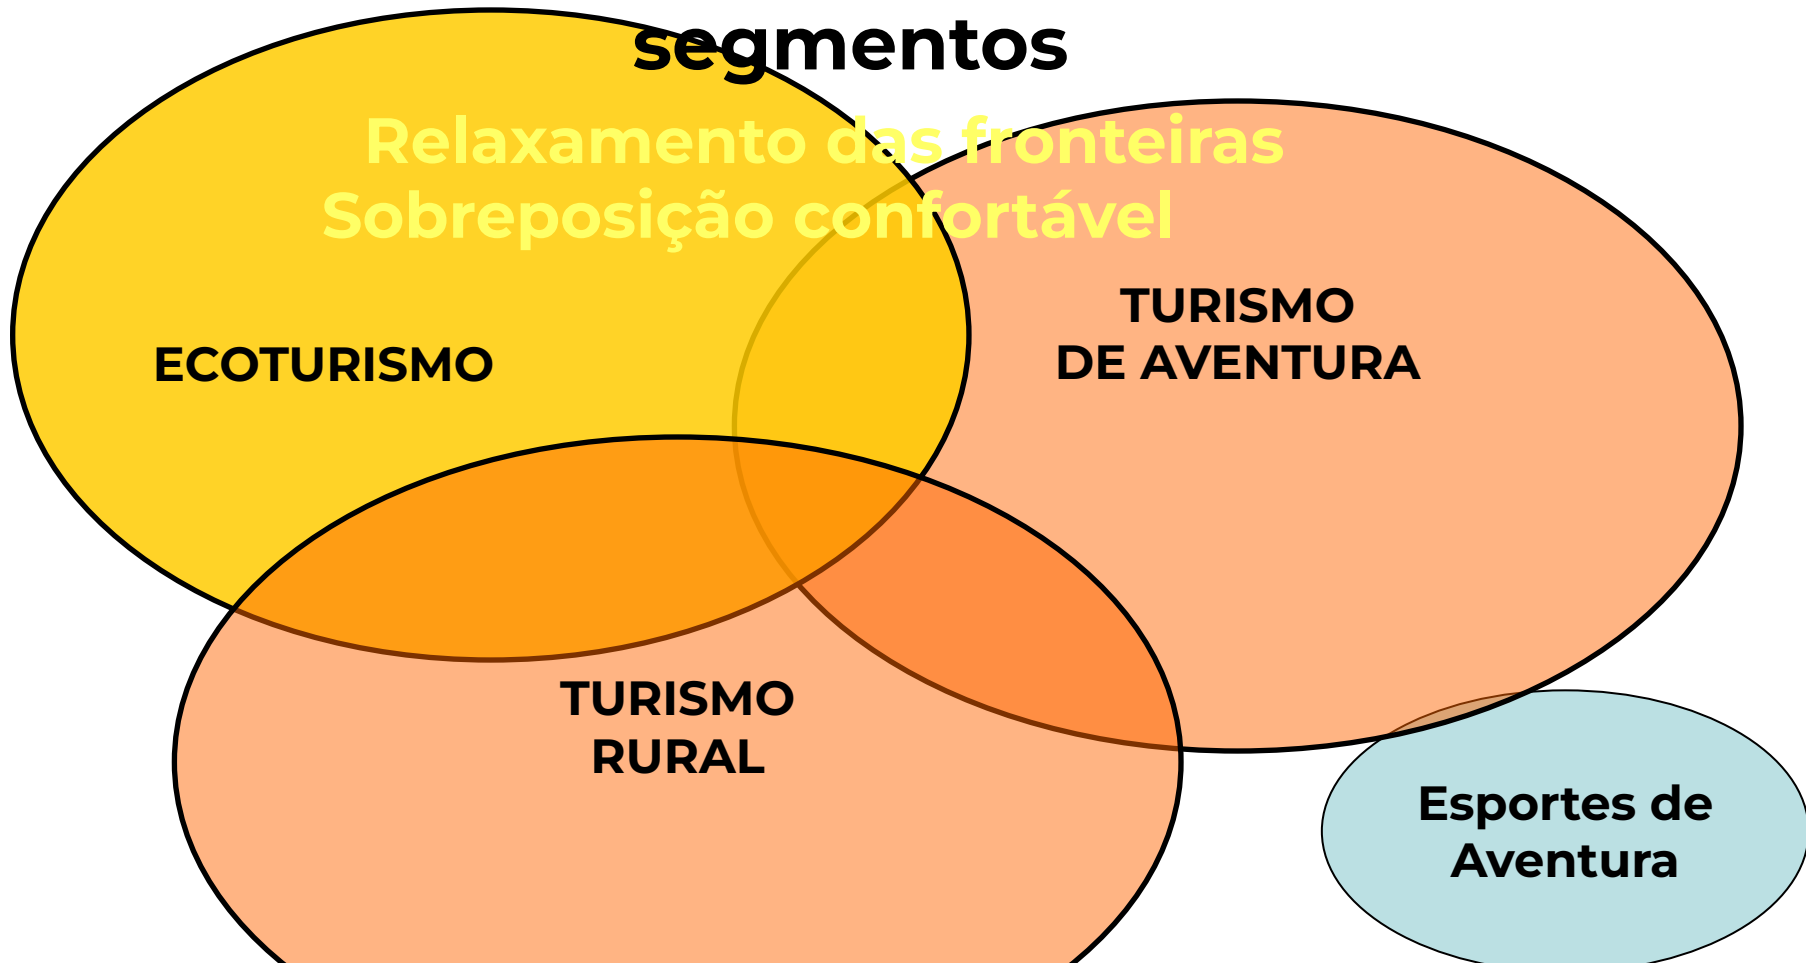 segmentos
Relaxamento das fronteiras
Sobreposição confortável
TURISMO
DE AVENTURA
ECOTURISMO
TURISMO
RURAL
Esportes de
Aventura